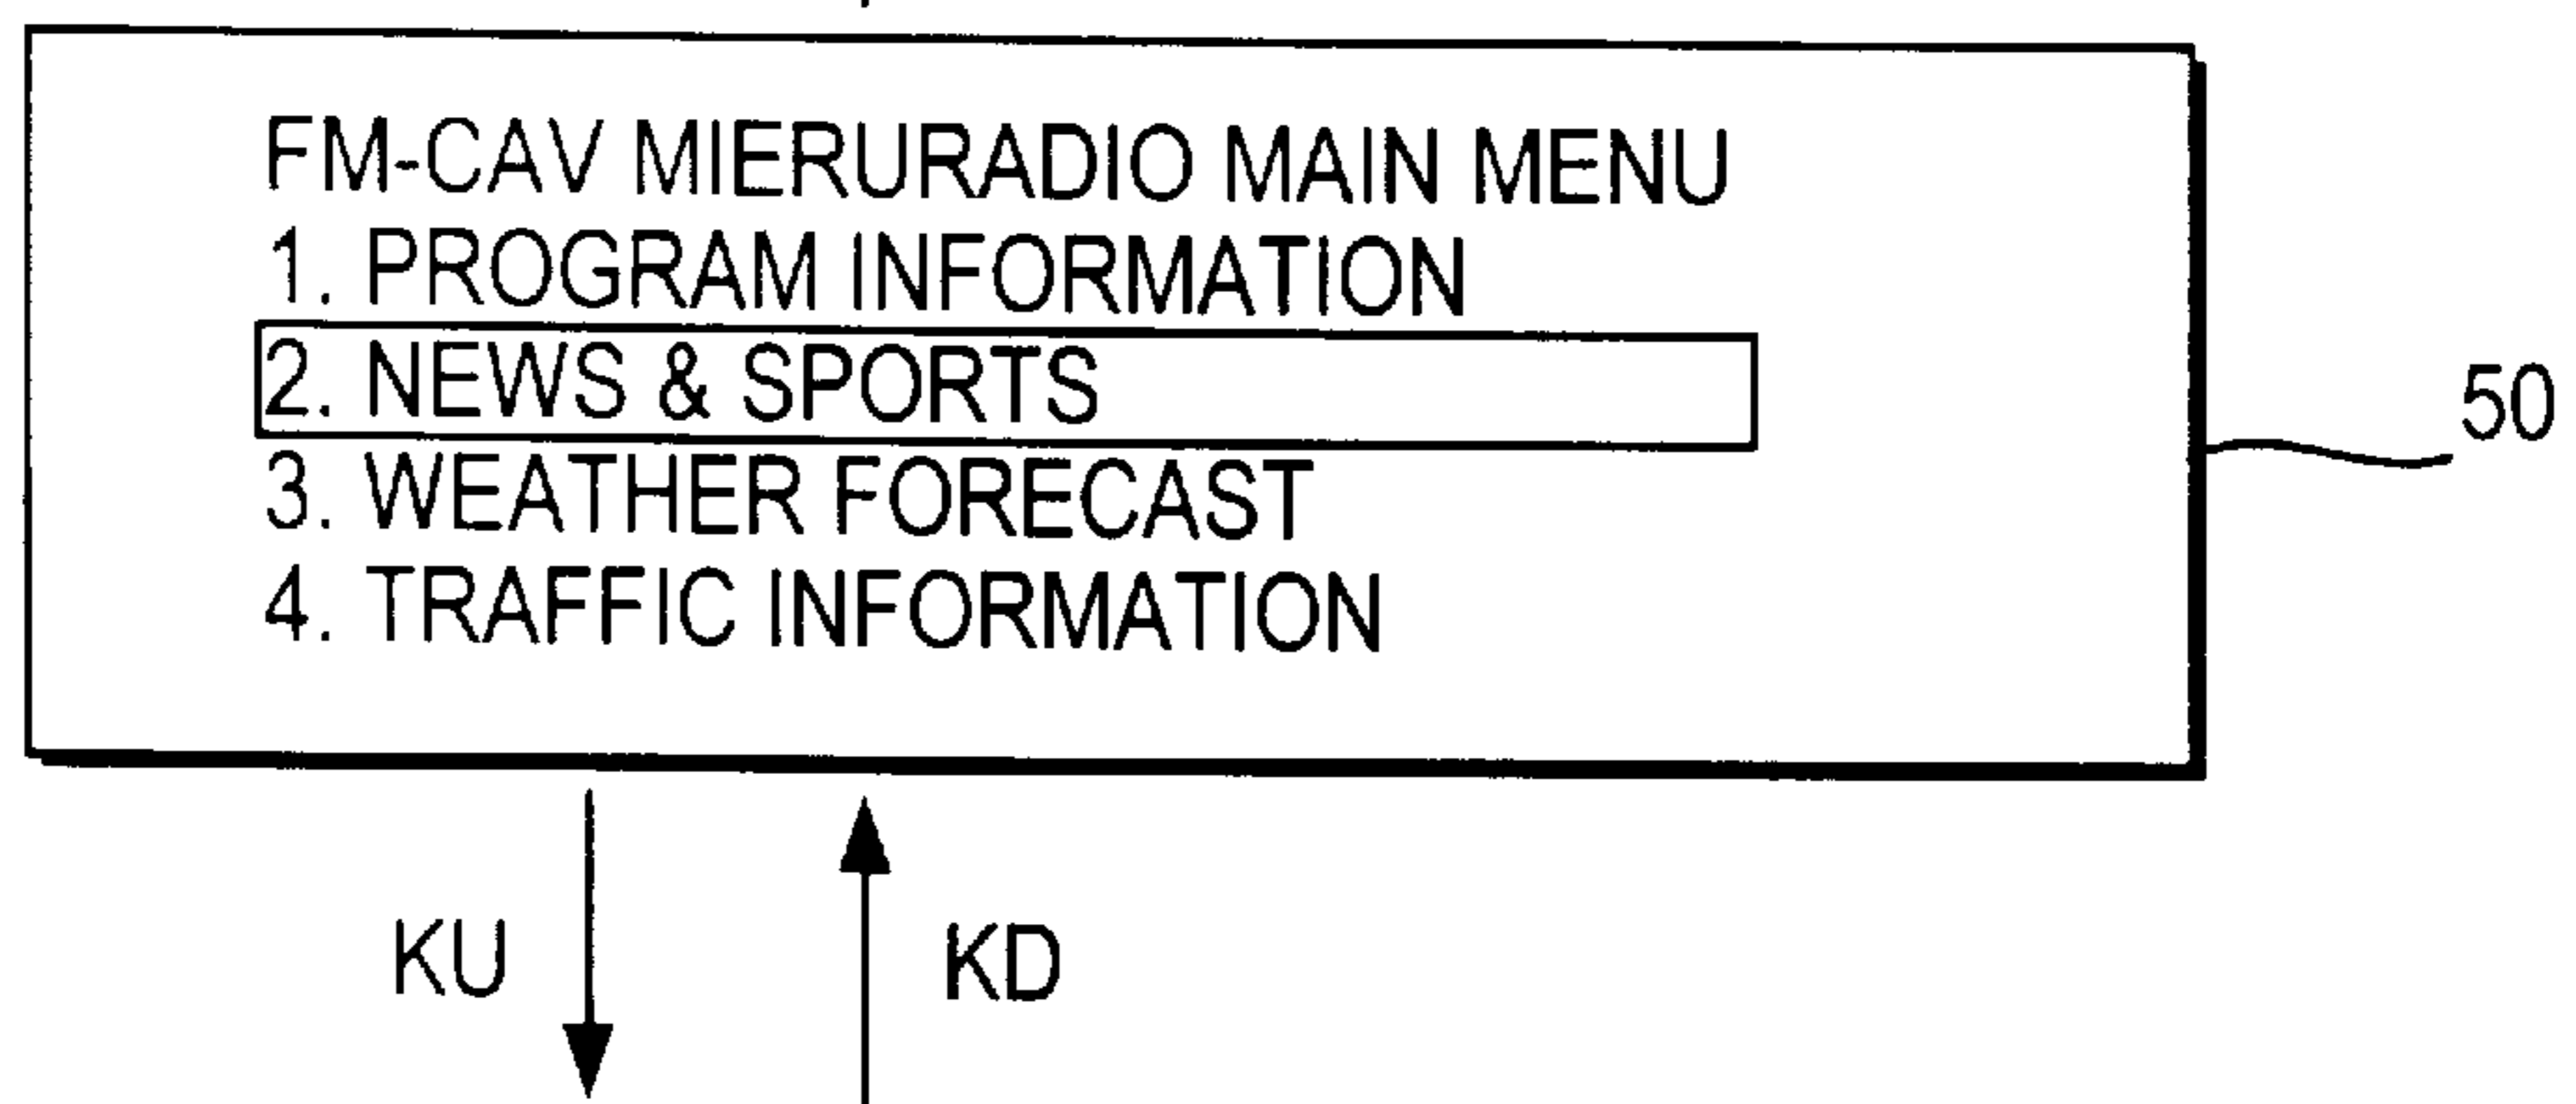 FM-CAV MIERURADIO MAIN MENU
1. PROGRAM INFORMATION
2. NEWS & SPORTS
3. WEATHER FORECAST
4. TRAFFIC INFORMATION
50
KU
KD